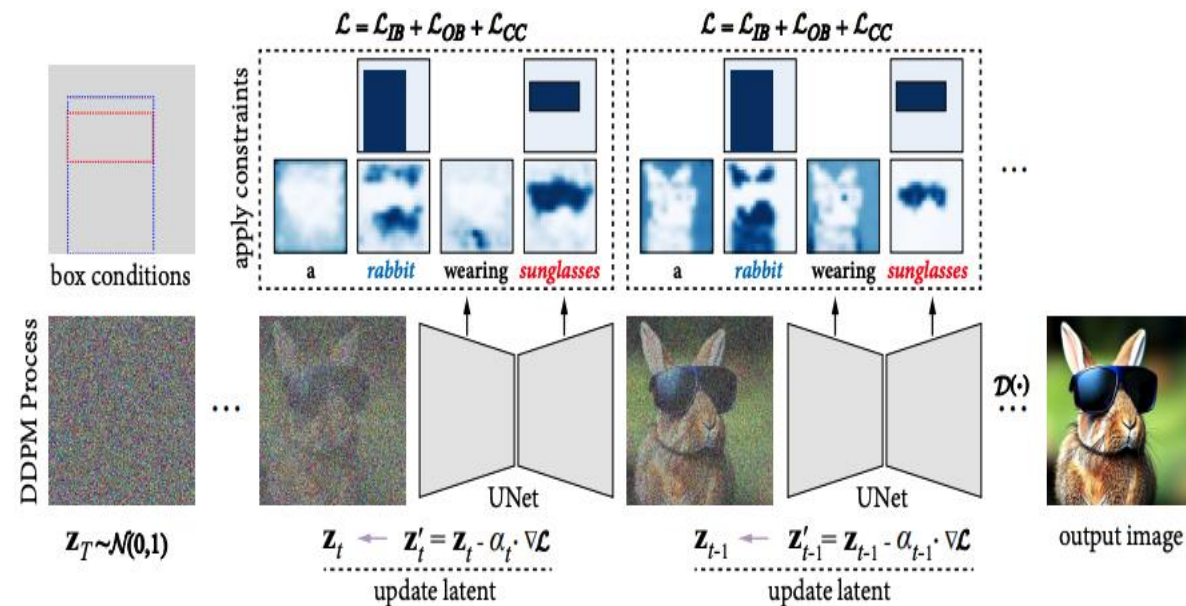 ℒ = ℒ_IB + ℒ_OB + ℒ_CC
ℒ = ℒ_IB + ℒ_OB + ℒ_CC
apply constraints
...
box conditions
a rabbit wearing sunglasses
a rabbit wearing sunglasses
DDPM Process
...
UNet
UNet
𝒟(·)
...
z_T ~ 𝒩(0,1)
z_t ← z′_t = z_t - α_t · ∇ℒ
update latent
z_{t-1} ← z′_{t-1} = z_{t-1} - α_{t-1} · ∇ℒ
update latent
output image